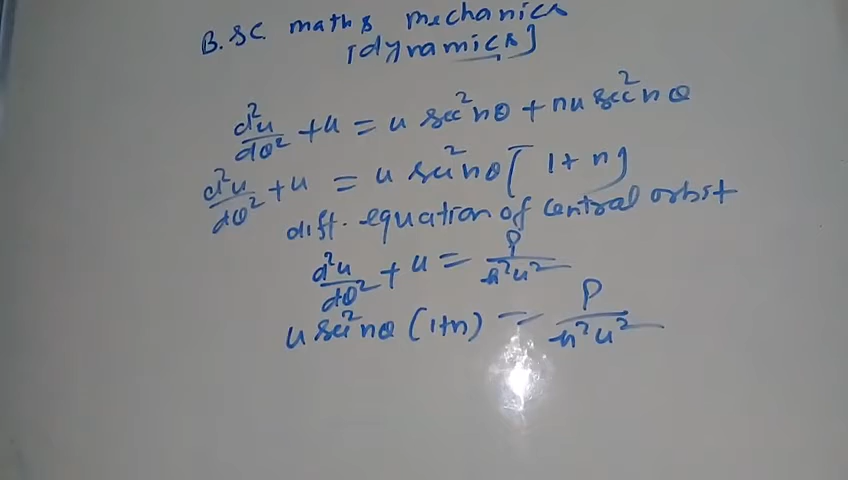 B.SC maths mechanics
[dynamics]
d²u/dθ² + u = u sec²nθ + nu sec²nθ
d²u/dθ² + u = u sec²nθ [1+n]
diff. equation of central orbit
d²u/dθ² + u = P/h²u²
u sec²nθ (1+n) = P/h²u²